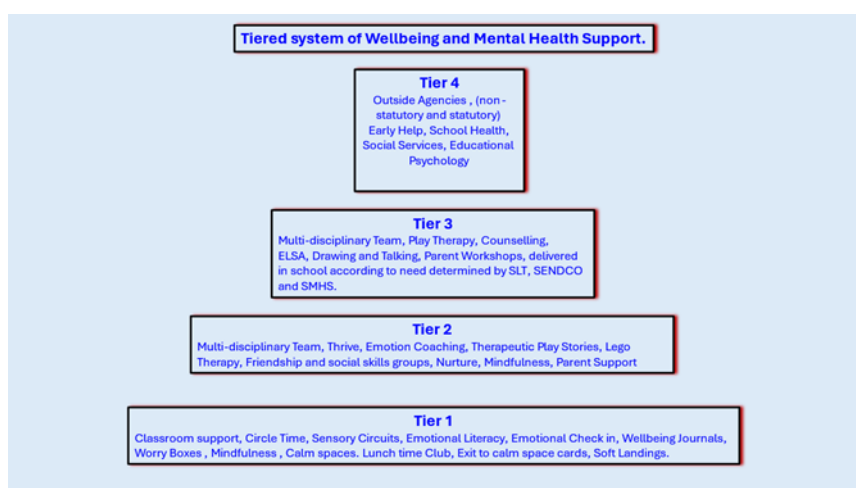 Tiered system of Wellbeing and Mental Health Support.
Tier 4
Outside Agencies , (non-
statutory and statutory)
Early Help, School Health,
Social Services, Educational
Psychology
Tier 3
Multi-disciplinary Team, Play Therapy, Counselling,
ELSA, Drawing and Talking, Parent Workshops, delivered
in school according to need determined by SLT, SENDCO
and SMHS.
Tier 2
Multi-disciplinary Team, Thrive, Emotion Coaching, Therapeutic Play Stories, Lego
Therapy, Friendship and social skills groups, Nurture, Mindfulness, Parent Support
Tier 1
Classroom support, Circle Time, Sensory Circuits, Emotional Literacy, Emotional Check in, Wellbeing Journals,
Worry Boxes , Mindfulness , Calm spaces. Lunch time Club, Exit to calm space cards, Soft Landings.